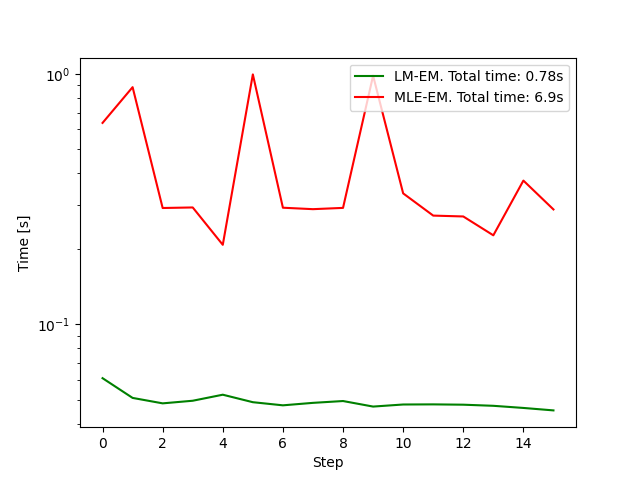 LM-EM. Total time: 0.78s
MLE-EM. Total time: 6.9s
10⁰
10⁻¹
Time [s]
0 2 4 6 8 10 12 14
Step